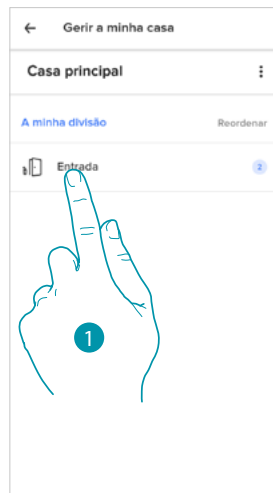 ← Gerir a minha casa
Casa principal
A minha divisão Reordenar
Entrada 2
1